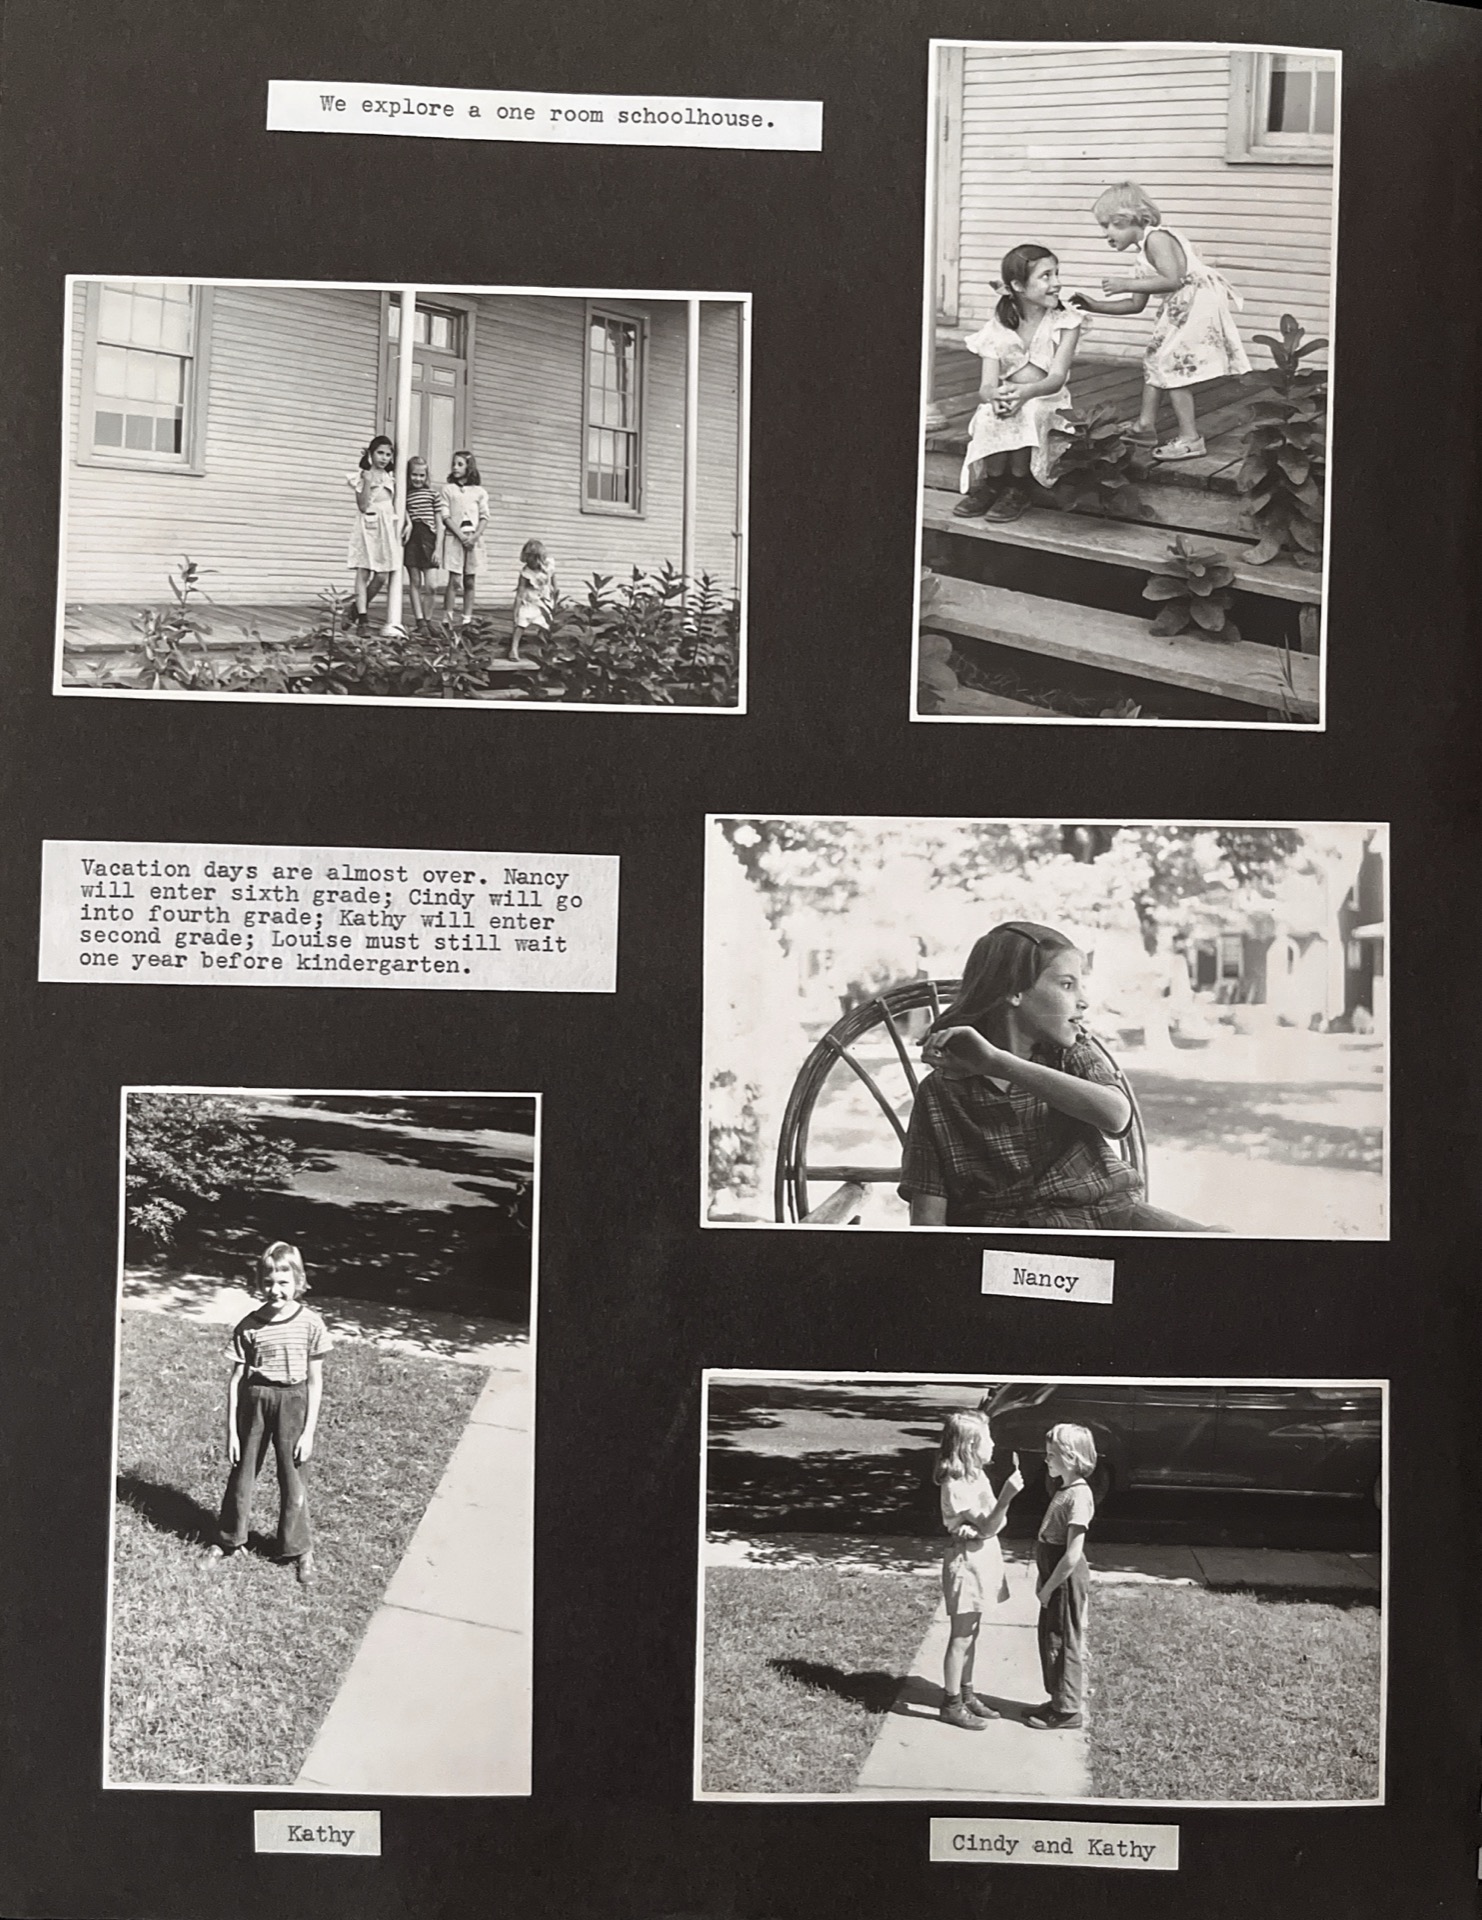 We explore a one room schoolhouse.
Vacation days are almost over. Nancy
will enter sixth grade; Cindy will go
into fourth grade; Kathy will enter
second grade; Louise must still wait
one year before kindergarten.
Nancy
Kathy
Cindy and Kathy